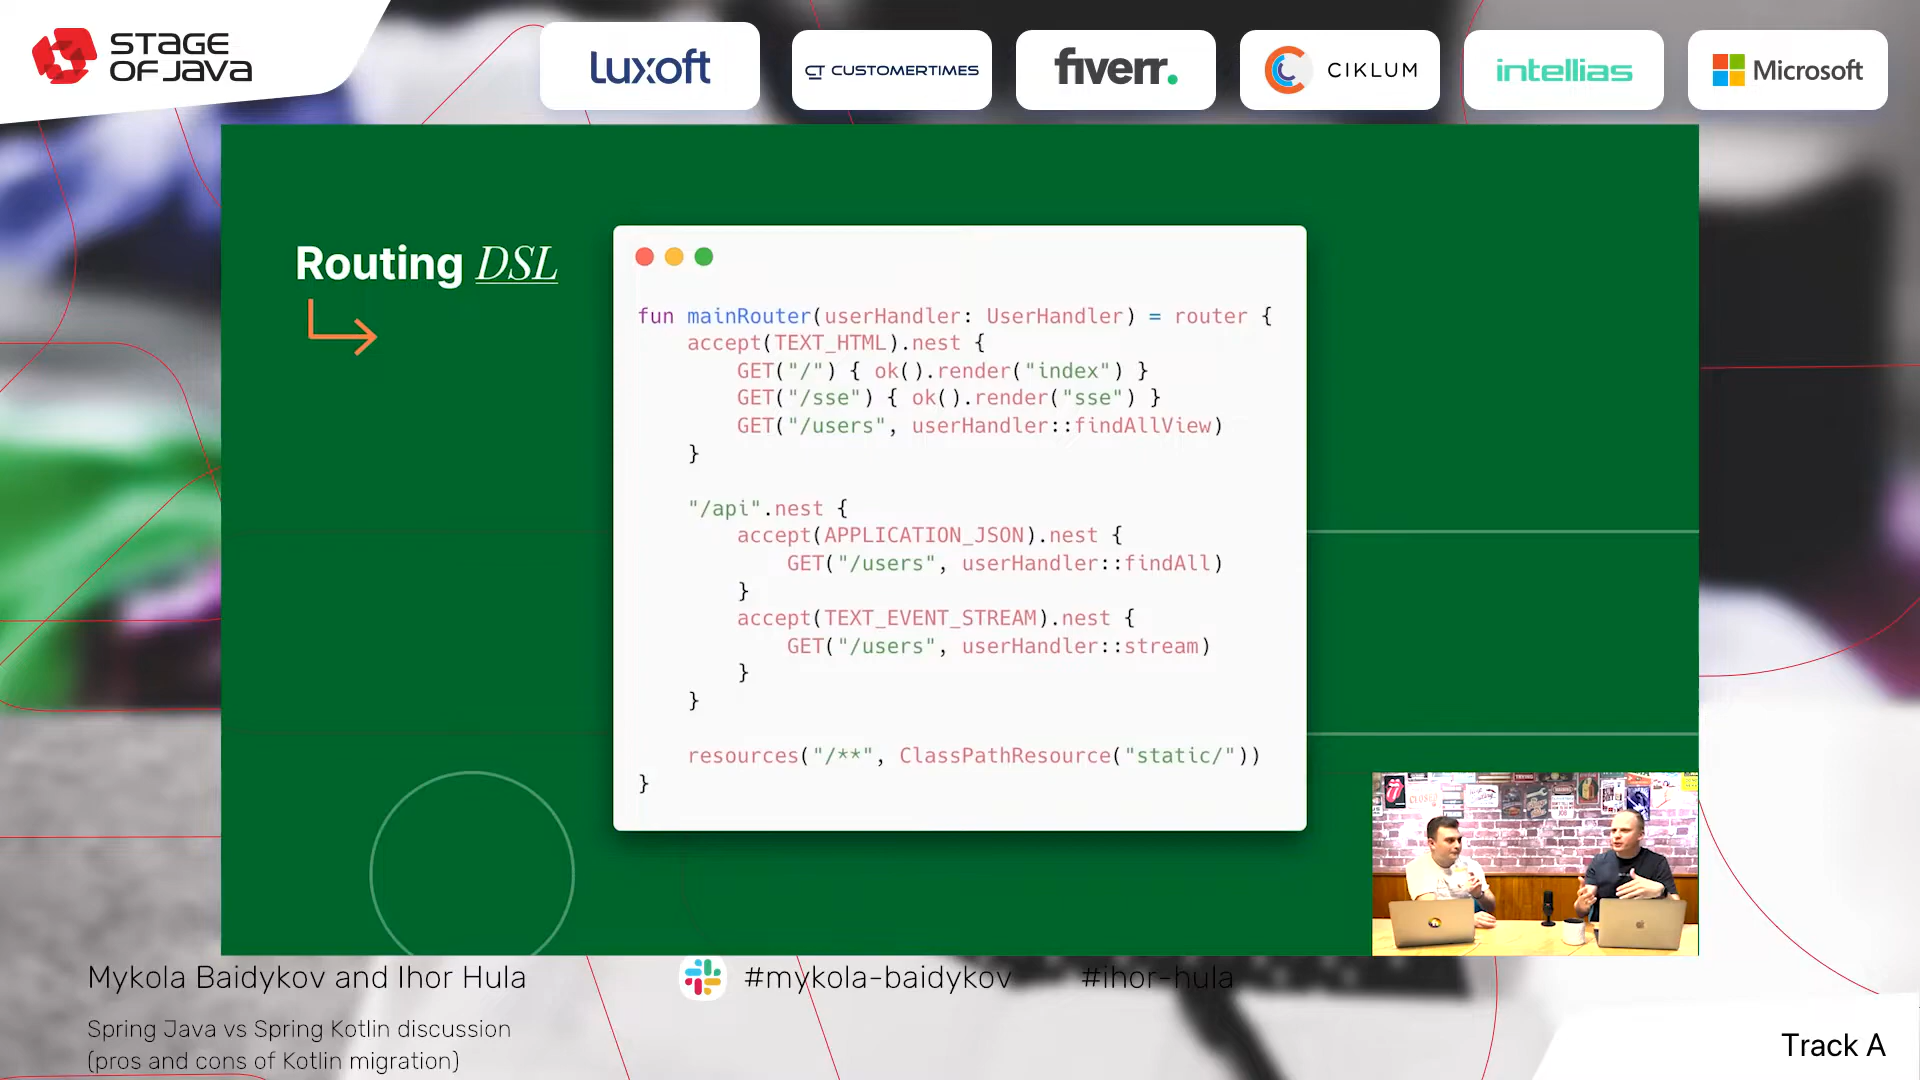 STAGE
OF JAVA
Luxoft
CT CUSTOMERTIMES
fiverr.
CIKLUM
intellias
Microsoft
Routing DSL
fun mainRouter(userHandler: UserHandler) = router {
    accept(TEXT_HTML).nest {
        GET("/") { ok().render("index") }
        GET("/sse") { ok().render("sse") }
        GET("/users", userHandler::findAllView)
    }
    "/api".nest {
        accept(APPLICATION_JSON).nest {
            GET("/users", userHandler::findAll)
        }
        accept(TEXT_EVENT_STREAM).nest {
            GET("/users", userHandler::stream)
        }
    }
    resources("/**", ClassPathResource("static/"))
}
Mykola Baidykov and Ihor Hula
#mykola-baidykov
#ihor-hula
Spring Java vs Spring Kotlin discussion
(pros and cons of Kotlin migration)
Track A